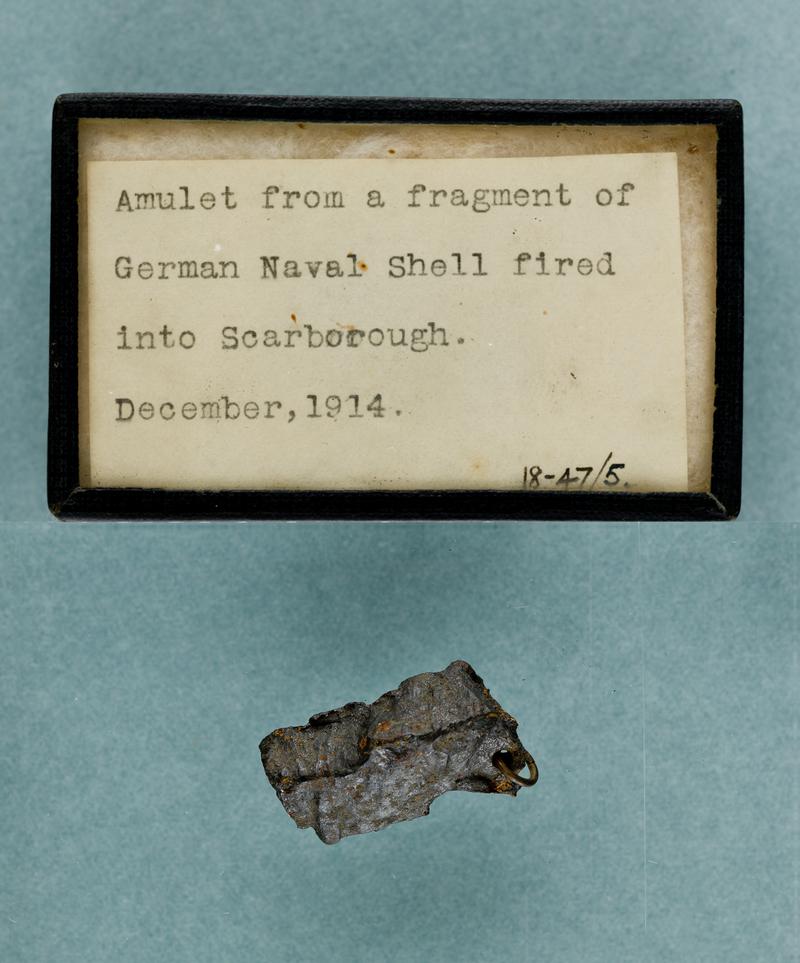 Amulet from a fragment of
German Naval Shell fired
into Scarborough.
December,1914.
18-47/5.